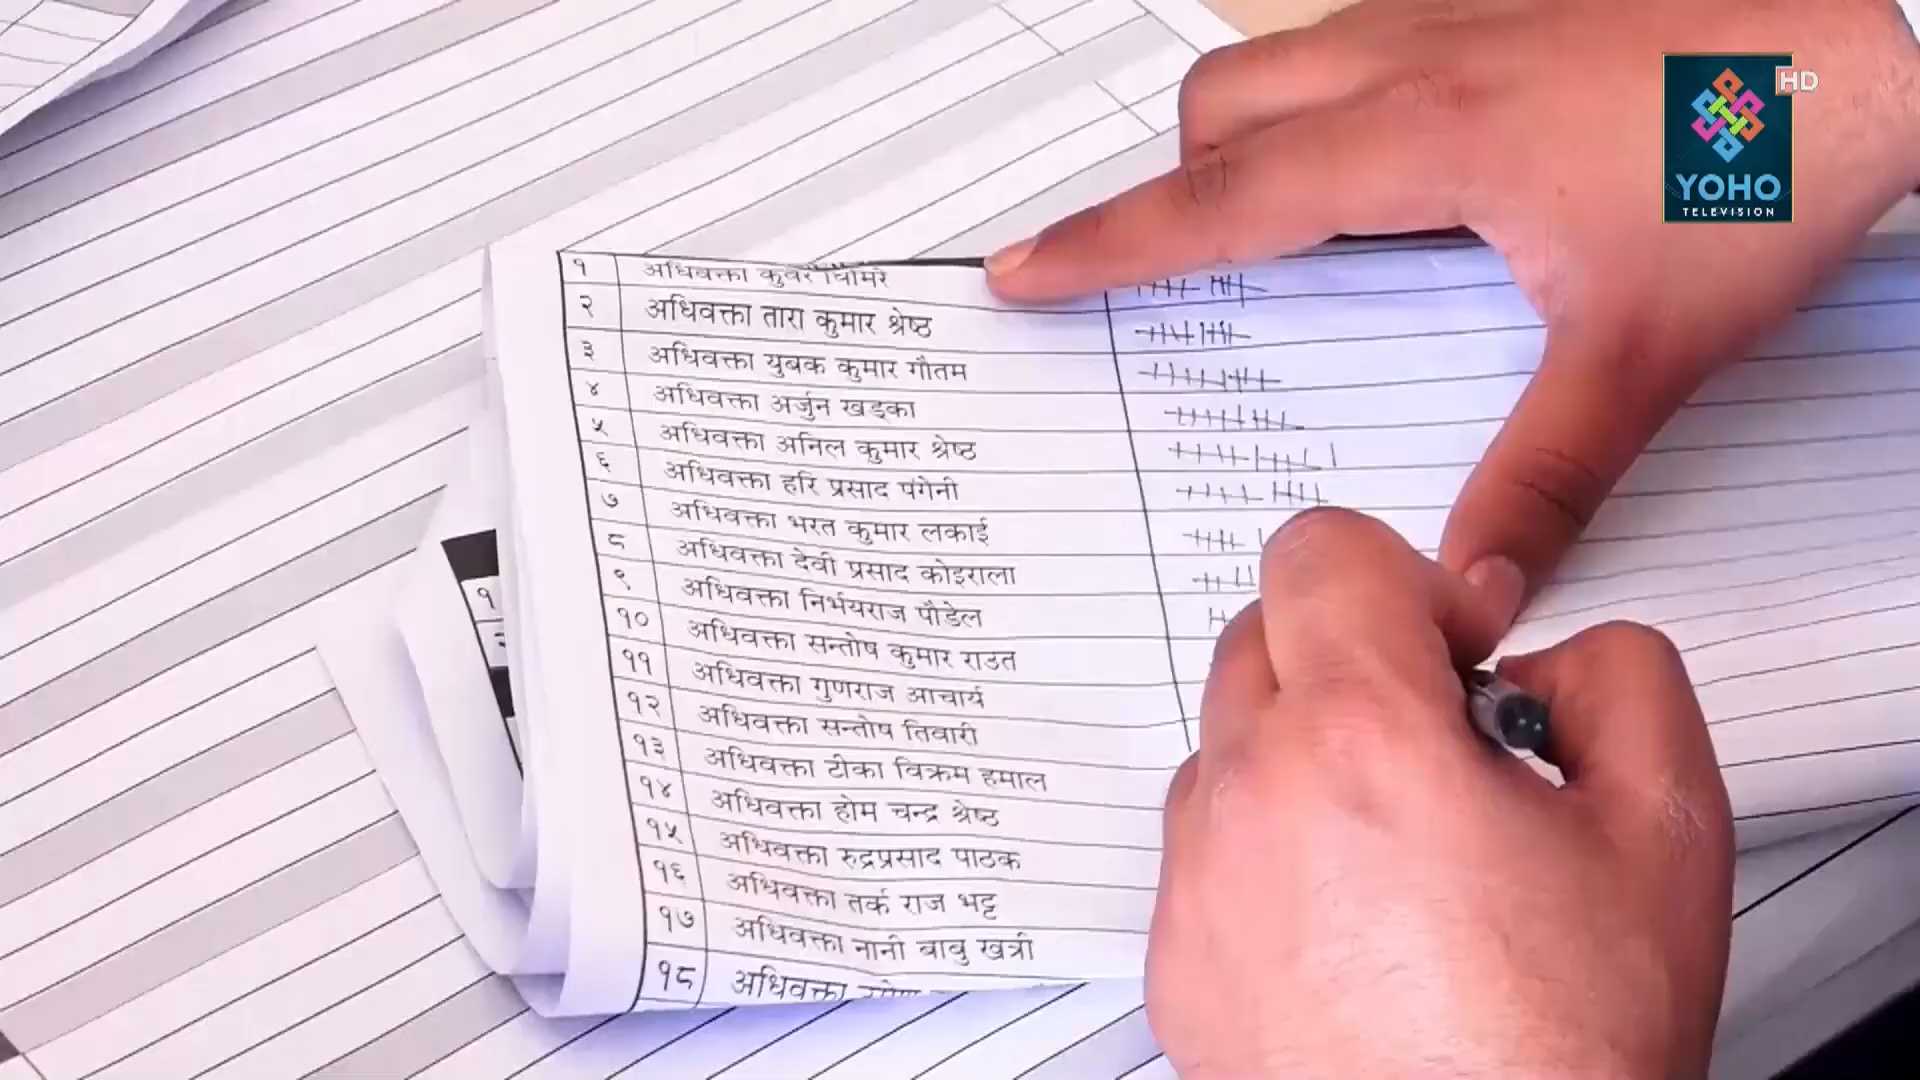 १ अधिवक्ता कुवेर घिमिरे
२ अधिवक्ता तारा कुमार श्रेष्ठ
३ अधिवक्ता युबक कुमार गौतम
४ अधिवक्ता अर्जुन खड्का
५ अधिवक्ता अनिल कुमार श्रेष्ठ
६ अधिवक्ता हरि प्रसाद पंगेनी
७ अधिवक्ता भरत कुमार लकाई
८ अधिवक्ता देवी प्रसाद कोइराला
९ अधिवक्ता निर्भयराज पौडेल
१० अधिवक्ता सन्तोष कुमार राउत
११ अधिवक्ता गुणराज आचार्य
१२ अधिवक्ता सन्तोष तिवारी
१३ अधिवक्ता टीका विक्रम हमाल
१४ अधिवक्ता होम चन्द्र श्रेष्ठ
१५ अधिवक्ता रुद्रप्रसाद पाठक
१६ अधिवक्ता तर्क राज भट्ट
१७ अधिवक्ता नानी बाबु खत्री
१८ अधिवक्ता
१
HD
YOHO
TELEVISION